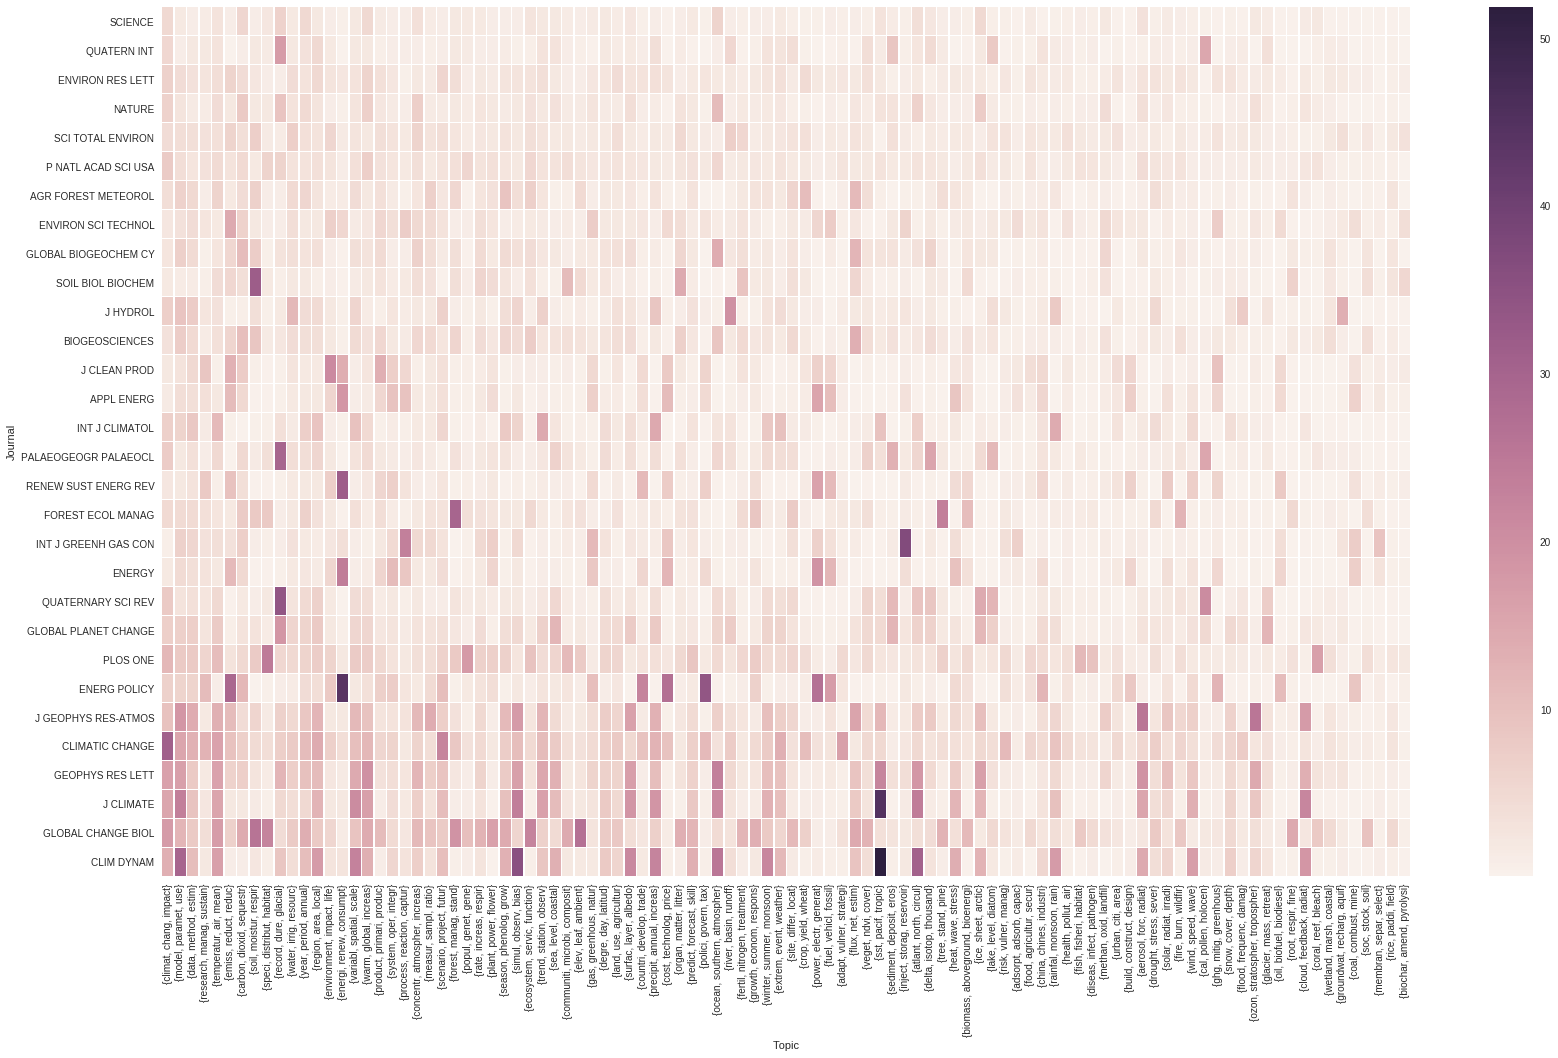 Journal
SCIENCE
QUATERN INT
ENVIRON RES LETT
NATURE
SCI TOTAL ENVIRON
P NATL ACAD SCI USA
AGR FOREST METEOROL
ENVIRON SCI TECHNOL
GLOBAL BIOGEOCHEM CY
SOIL BIOL BIOCHEM
J HYDROL
BIOGEOSCIENCES
J CLEAN PROD
APPL ENERG
INT J CLIMATOL
PALAEOGEOGR PALAEOCL
RENEW SUST ENERG REV
FOREST ECOL MANAG
INT J GREENH GAS CON
ENERGY
QUATERNARY SCI REV
GLOBAL PLANET CHANGE
PLOS ONE
ENERG POLICY
J GEOPHYS RES-ATMOS
CLIMATIC CHANGE
GEOPHYS RES LETT
J CLIMATE
GLOBAL CHANGE BIOL
CLIM DYNAM
{climat, chang, impact}
{model, paramet, use}
{data, method, estim}
{research, manag, sustain}
{temperatur, air, mean}
{emiss, reduct, reduc}
{carbon, dioxid, sequestr}
{soil, moistur, respir}
{speci, distribut, habitat}
{record, dure, glacial}
{water, irrig, resourc}
{year, period, annual}
{region, area, local}
{environment, impact, life}
{energi, renew, consumpt}
{variabl, spatial, scale}
{warm, global, increas}
{product, primari, produc}
{system, oper, integr}
{process, reaction, captur}
{concentr, atmospher, increas}
{measur, sampl, ratio}
{scenario, project, futur}
{forest, manag, stand}
{popul, genet, gene}
{rate, increas, respir}
{plant, power, flower}
{season, phenolog, grow}
{simul, observ, bias}
{ecosystem, servic, function}
{trend, station, observ}
{sea, level, coastal}
{communiti, microbi, composit}
{elev, leaf, ambient}
{gas, greenhous, natur}
{degre, day, latitud}
{land, use, agricultur}
{surfac, layer, albedo}
{countri, develop, trade}
{precipit, annual, increas}
{cost, technolog, price}
{polici, govern, tax}
{organ, matter, litter}
{predict, forecast, skill}
{ocean, southern, atmospher}
{river, basin, runoff}
{fertil, nitrogen, treatment}
{growth, econom, respons}
{winter, summer, monsoon}
{extrem, event, weather}
{site, differ, locat}
{crop, yield, wheat}
{power, electr, generat}
{fuel, vehicl, fossil}
{adapt, vulner, strategi}
{flux, net, estim}
{veget, ndvi, cover}
{sst, pacif, tropic}
{sediment, deposit, eros}
{inject, storag, reservoir}
{atlant, north, circul}
{delta, isotop, thousand}
{tree, stand, pine}
{heat, wave, stress}
{biomass, aboveground, bioenergi}
{ice, sheet, arctic}
{lake, level, diatom}
{risk, vulner, manag}
{adsorpt, adsorb, capac}
{food, agricultur, secur}
{china, chines, industri}
{rainfal, monsoon, rain}
{health, pollut, air}
{fish, fisheri, habitat}
{diseas, infect, pathogen}
{methan, oxid, landfil}
{urban, citi, area}
{build, construct, design}
{aerosol, forc, radiat}
{drought, stress, sever}
{solar, radiat, irradi}
{fire, burn, wildfir}
{wind, speed, wave}
{cal, pollen, holocen}
{ghg, mitig, greenhous}
{snow, cover, depth}
{flood, frequenc, damag}
{ozon, stratospher, tropospher}
{glacier, mass, retreat}
{oil, biofuel, biodiesel}
{root, respir, fine}
{cloud, feedback, radiat}
{coral, reef, bleach}
{wetland, marsh, coastal}
{groundwat, recharg, aquif}
{soc, stock, soil}
{coal, combust, mine}
{membran, separ, select}
{rice, paddi, field}
{biochar, amend, pyrolysi}
Topic
50
40
30
20
10